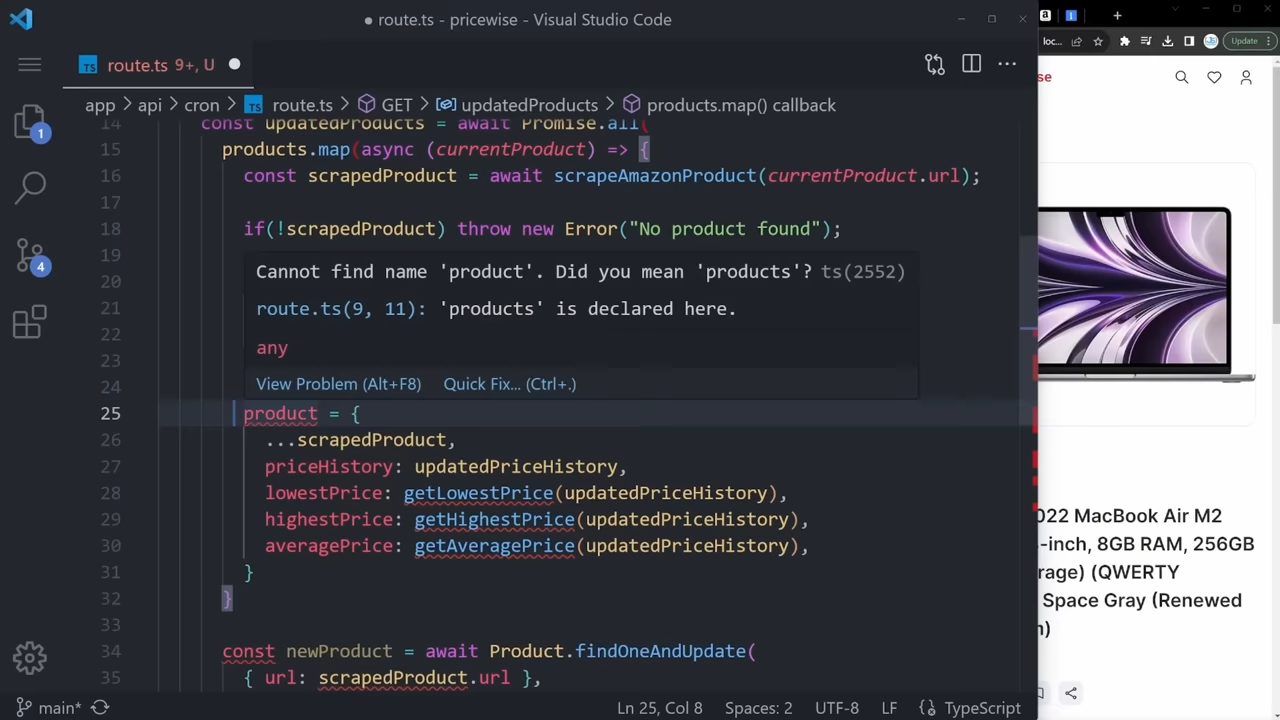 route.ts - pricewise - Visual Studio Code
route.ts 9+, U
app > api > cron > route.ts > GET > updatedProducts > products.map() callback
14 const updatedProducts = await Promise.all(
15 products.map(async (currentProduct) => {
16 const scrapedProduct = await scrapeAmazonProduct(currentProduct.url);
17
18 if(!scrapedProduct) throw new Error("No product found");
19
20
21
22
23
24
Cannot find name 'product'. Did you mean 'products'? ts(2552)
route.ts(9, 11): 'products' is declared here.
any
View Problem (Alt+F8) Quick Fix... (Ctrl+.)
25 product = {
26 ...scrapedProduct,
27 priceHistory: updatedPriceHistory,
28 lowestPrice: getLowestPrice(updatedPriceHistory),
29 highestPrice: getHighestPrice(updatedPriceHistory),
30 averagePrice: getAveragePrice(updatedPriceHistory),
31 }
32 }
33
34 const newProduct = await Product.findOneAndUpdate(
35 { url: scrapedProduct.url },
1
4
main* Ln 25, Col 8 Spaces: 2 UTF-8 LF {} TypeScript
loc...
Update
se
022 MacBook Air M2
-inch, 8GB RAM, 256GB
rage) (QWERTY
Space Gray (Renewed
)